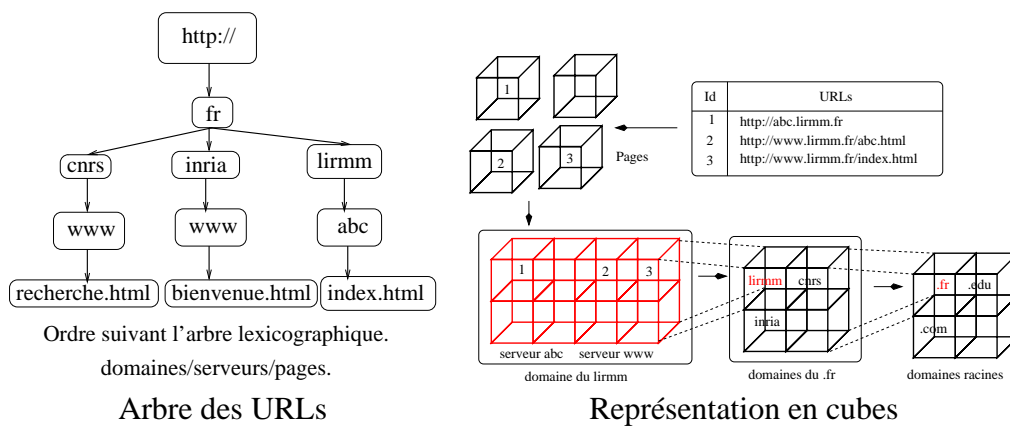 http://
fr
cnrs inria lirmm
www www abc
recherche.html bienvenue.html index.html
Ordre suivant l'arbre lexicographique.
domaines/serveurs/pages.
Arbre des URLs
1
2 3
Pages
Id URLs
1 http://abc.lirmm.fr
2 http://www.lirmm.fr/abc.html
3 http://www.lirmm.fr/index.html
1 2 3
serveur abc serveur www
domaine du lirmm
lirmm cnrs
inria
domaines du .fr
.fr .edu
.com
domaines racines
Représentation en cubes